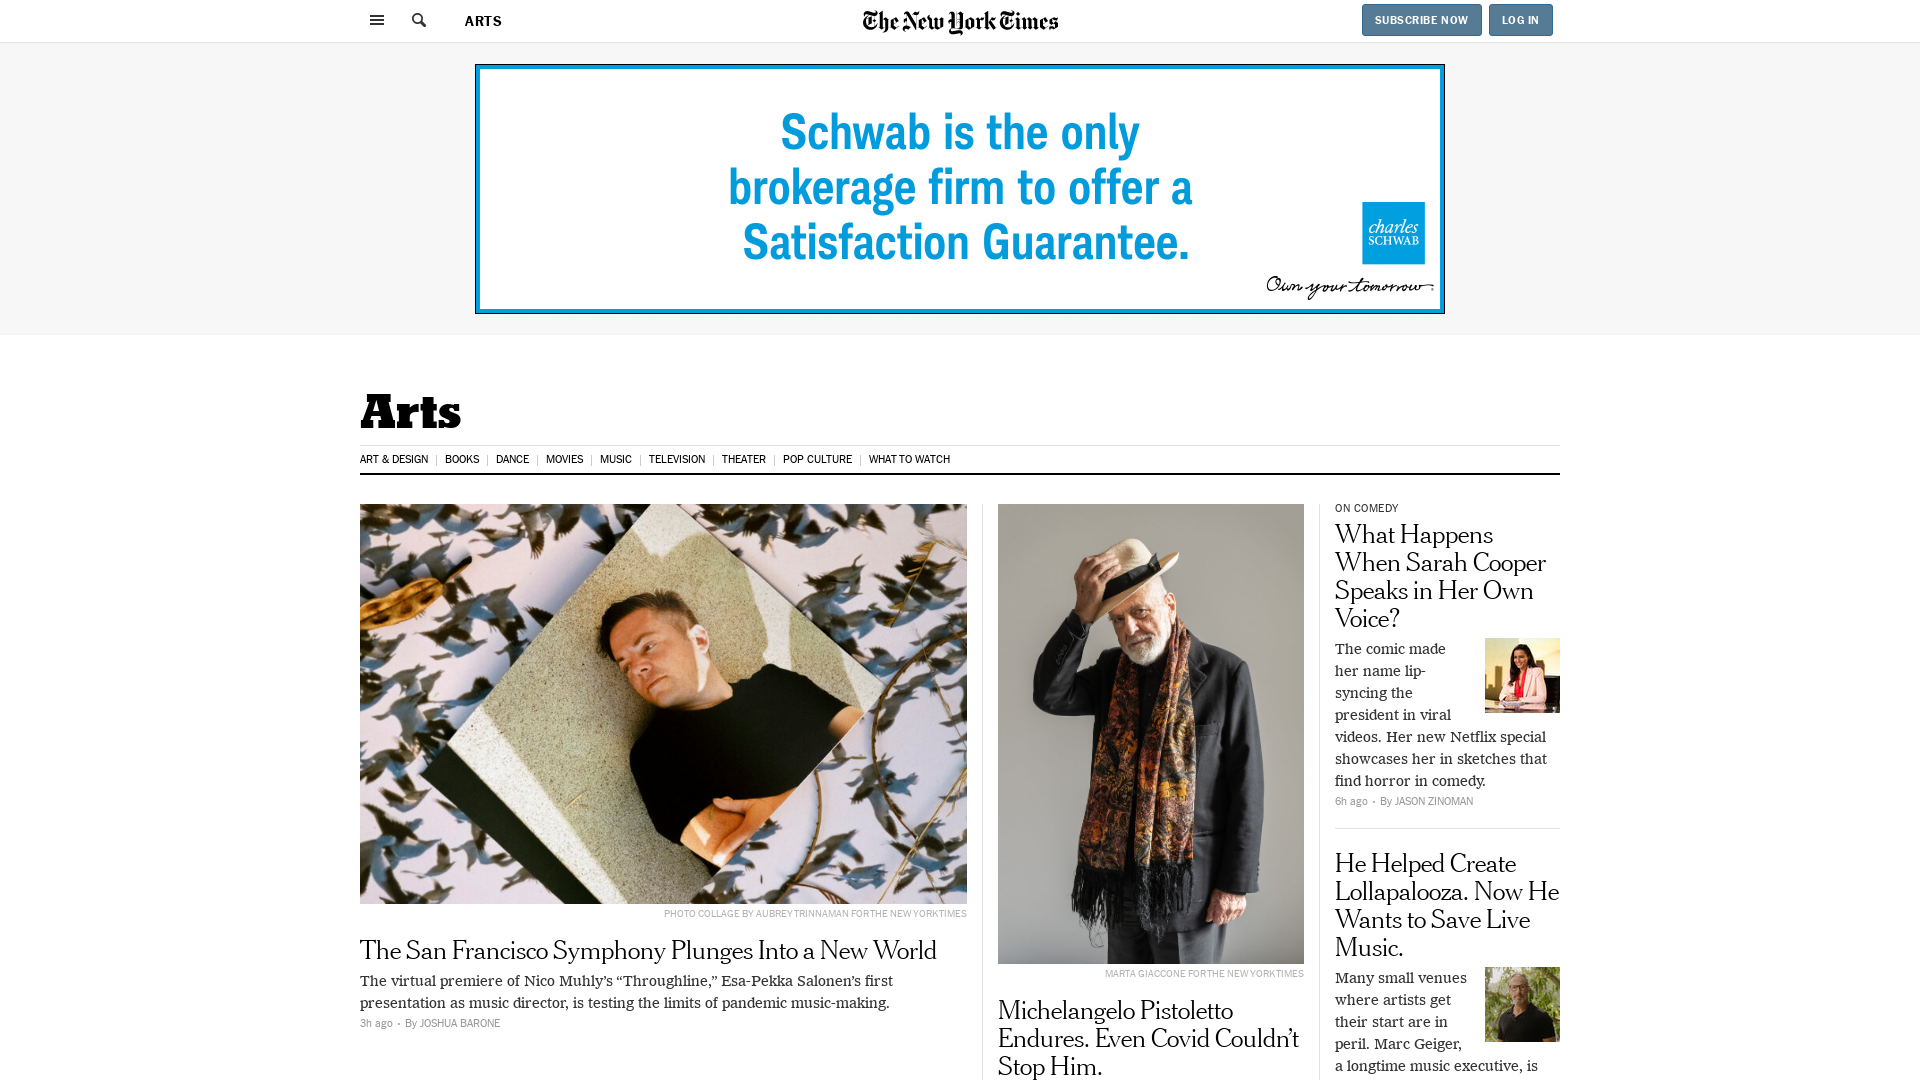 ARTS
The New York Times
SUBSCRIBE NOW
LOG IN
Schwab is the only
brokerage firm to offer a
Satisfaction Guarantee.
charles
SCHWAB
Own your tomorrow.
Arts
ART & DESIGN
BOOKS
DANCE
MOVIES
MUSIC
TELEVISION
THEATER
POP CULTURE
WHAT TO WATCH
PHOTO COLLAGE BY AUBREY TRINNAMAN FOR THE NEW YORK TIMES
The San Francisco Symphony Plunges Into a New World
The virtual premiere of Nico Muhly’s “Throughline,” Esa-Pekka Salonen’s first
presentation as music director, is testing the limits of pandemic music-making.
3h ago • By JOSHUA BARONE
MARTA GIACCONE FOR THE NEW YORK TIMES
Michelangelo Pistoletto
Endures. Even Covid Couldn’t
Stop Him.
ON COMEDY
What Happens
When Sarah Cooper
Speaks in Her Own
Voice?
The comic made
her name lip-
syncing the
president in viral
videos. Her new Netflix special
showcases her in sketches that
find horror in comedy.
6h ago • By JASON ZINOMAN
He Helped Create
Lollapalooza. Now He
Wants to Save Live
Music.
Many small venues
where artists get
their start are in
peril. Marc Geiger,
a longtime music executive, is